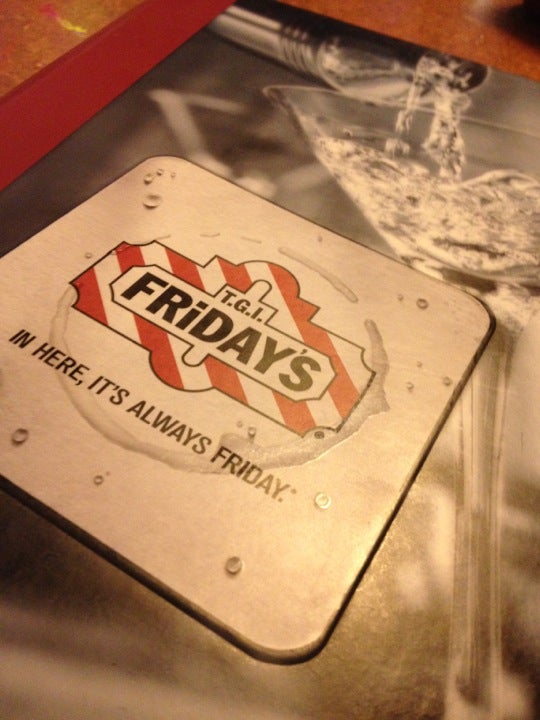 T.G.I.
FRiDAY'S
®
IN HERE, IT'S ALWAYS FRIDAY.